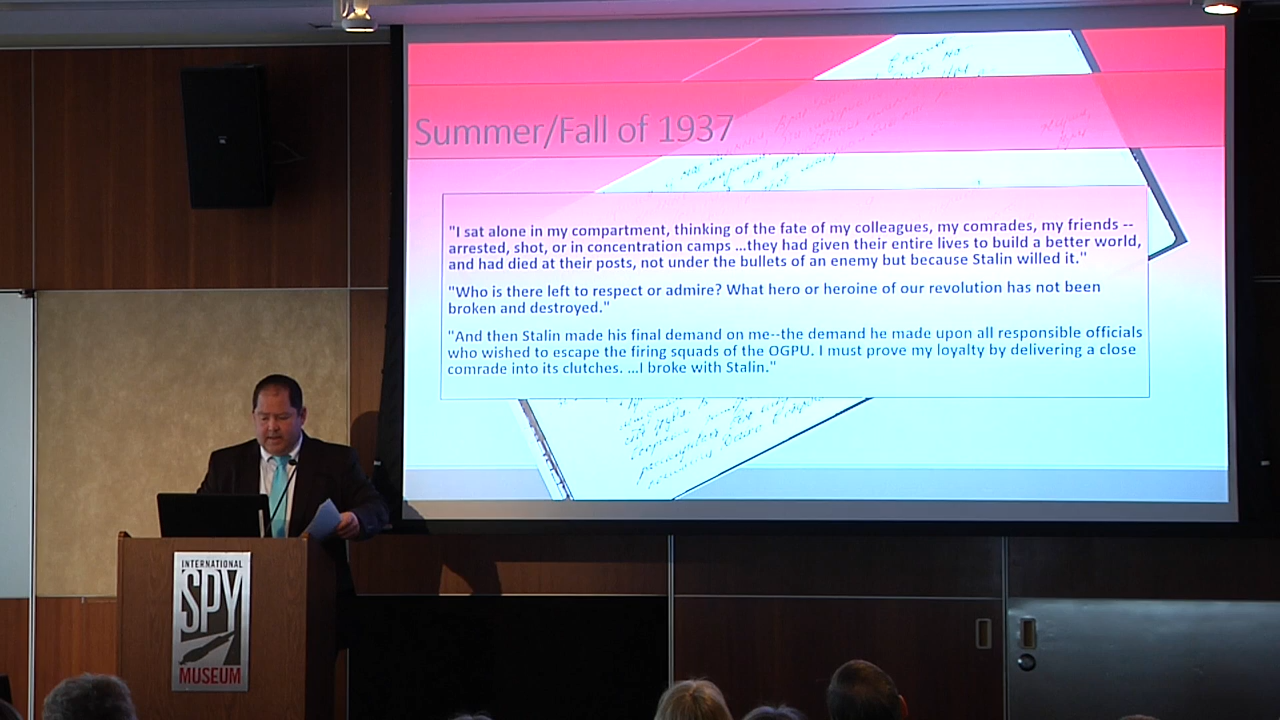 Summer/Fall of 1937
"I sat alone in my compartment, thinking of the fate of my colleagues, my comrades, my friends --
arrested, shot, or in concentration camps ...they had given their entire lives to build a better world,
and had died at their posts, not under the bullets of an enemy but because Stalin willed it."
"Who is there left to respect or admire? What hero or heroine of our revolution has not been
broken and destroyed."
"And then Stalin made his final demand on me--the demand he made upon all responsible officials
who wished to escape the firing squads of the OGPU. I must prove my loyalty by delivering a close
comrade into its clutches. ...I broke with Stalin."
INTERNATIONAL
SPY
MUSEUM